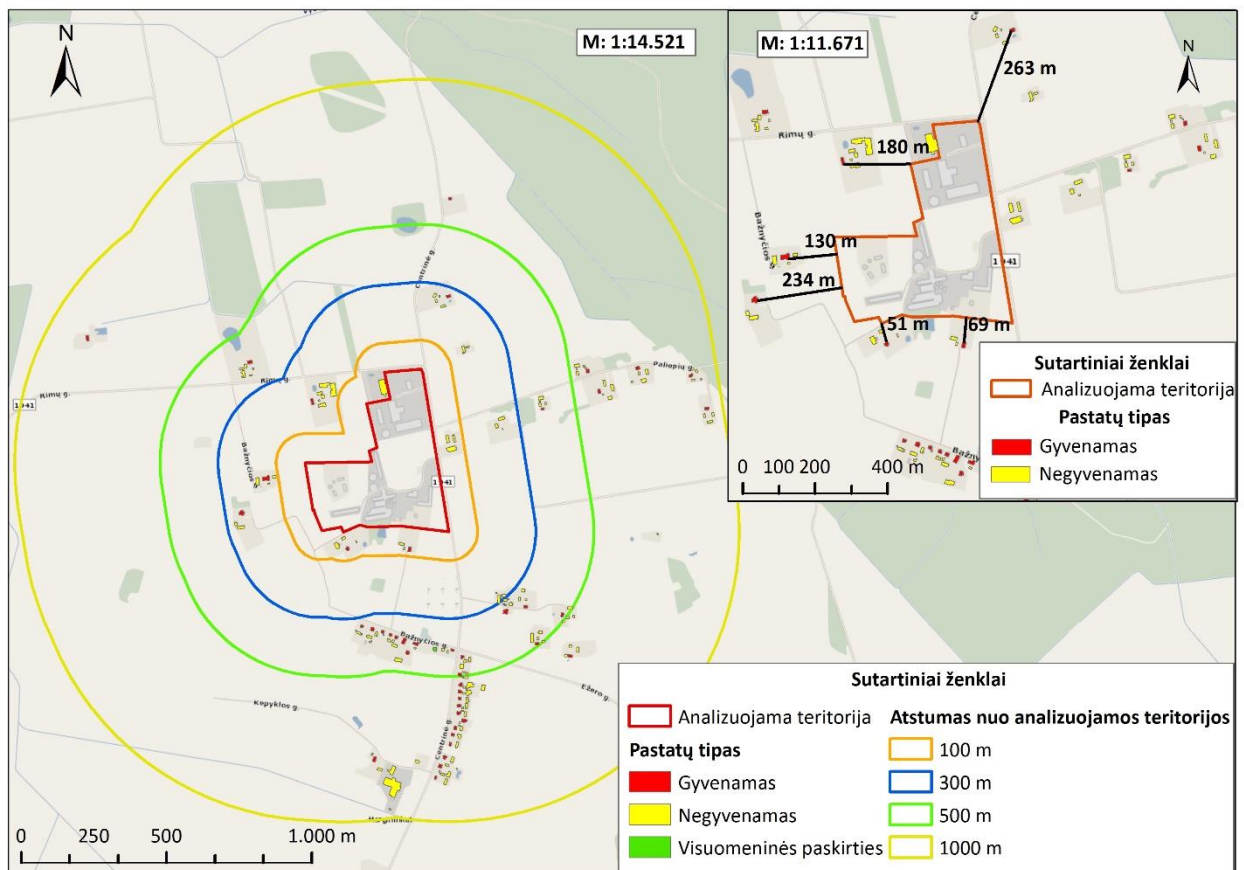 N
M: 1:14.521
Rimų g.
Rimų g.
1941
Centrinė g.
Paliopių g.
Bažnyčios g.
1941
Bažnyčios g.
Ežero g.
Kopyklos g.
Centrinė g.
0 250 500 1.000 m
M: 1:11.671
N
263 m
Rimų g.
180 m
Bažnyčios g.
130 m
1941
234 m
51 m
69 m
0 100 200 400 m
Sutartiniai ženklai
Analizuojama teritorija
Pastatų tipas
Gyvenamas
Negyvenamas
Sutartiniai ženklai
Analizuojama teritorija
Atstumas nuo analizuojamos teritorijos
Pastatų tipas
100 m
Gyvenamas
300 m
Negyvenamas
500 m
Visuomeninės paskirties
1000 m